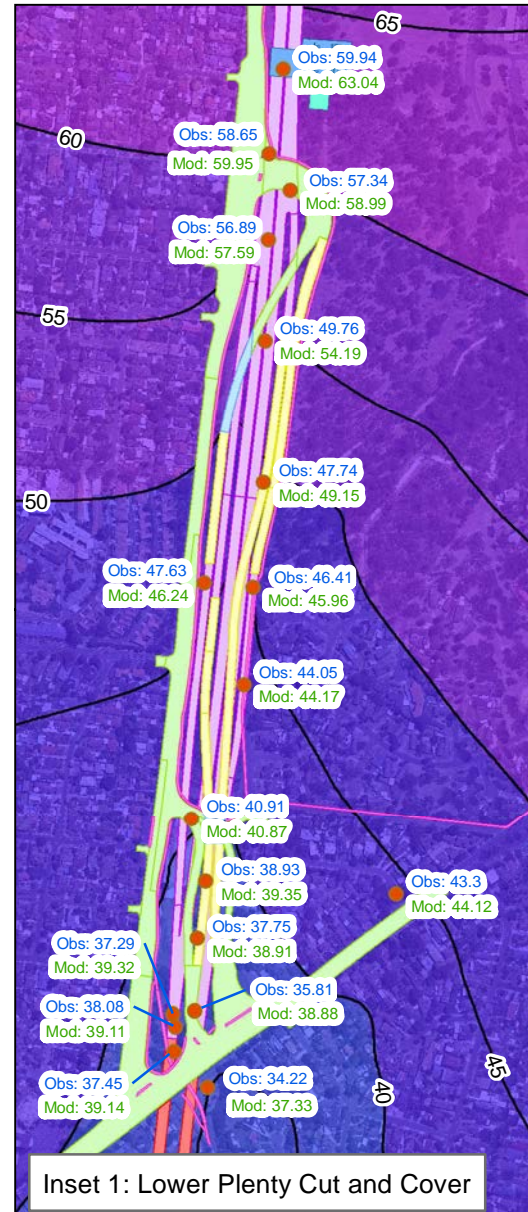 65
Obs: 59.94
Mod: 63.04
60
Obs: 58.65
Mod: 59.95
Obs: 57.34
Mod: 58.99
Obs: 56.89
Mod: 57.59
55
Obs: 49.76
Mod: 54.19
Obs: 47.74
Mod: 49.15
50
Obs: 47.63
Mod: 46.24
Obs: 46.41
Mod: 45.96
Obs: 44.05
Mod: 44.17
Obs: 40.91
Mod: 40.87
Obs: 38.93
Mod: 39.35
Obs: 43.3
Mod: 44.12
Obs: 37.75
Mod: 38.91
Obs: 37.29
Mod: 39.32
Obs: 35.81
Mod: 38.88
Obs: 38.08
Mod: 39.11
45
Obs: 37.45
Mod: 39.14
40
Obs: 34.22
Mod: 37.33
Inset 1: Lower Plenty Cut and Cover